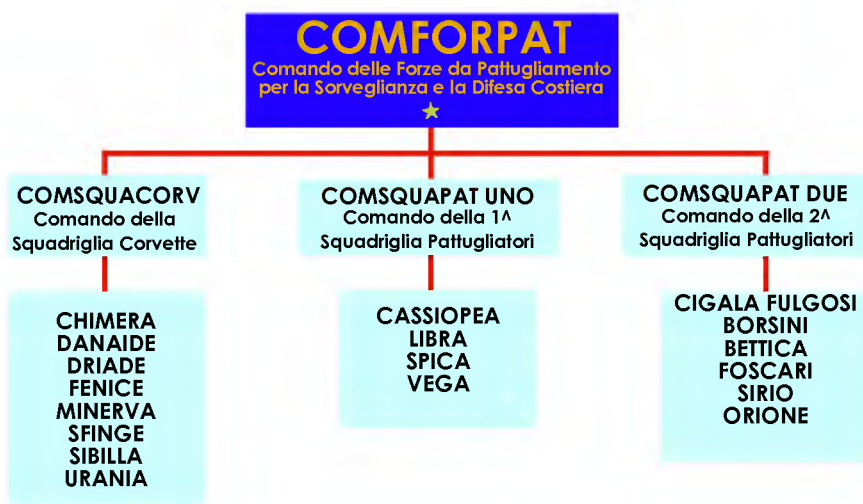 COMFORPAT
Comando delle Forze da Pattugliamento
per la Sorveglianza e la Difesa Costiera
COMSQUACORV
Comando della
Squadriglia Corvette
COMSQUAPAT UNO
Comando della 1^
Squadriglia Pattugliatori
COMSQUAPAT DUE
Comando della 2^
Squadriglia Pattugliatori
CHIMERA
DANAIDE
DRIADE
FENICE
MINERVA
SFINGE
SIBILLA
URANIA
CASSIOPEA
LIBRA
SPICA
VEGA
CIGALA FULGOSI
BORSINI
BETTICA
FOSCARI
SIRIO
ORIONE